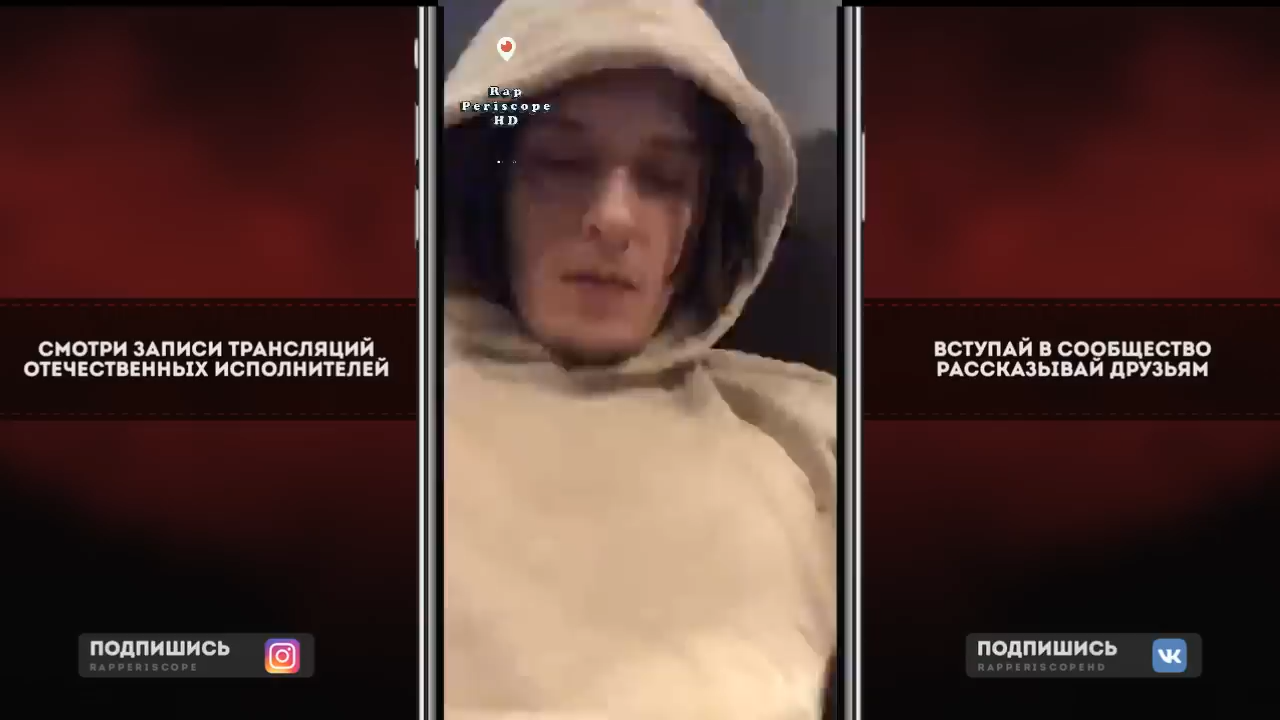 Rap
Periscope
HD
СМОТРИ ЗАПИСИ ТРАНСЛЯЦИЙ
ОТЕЧЕСТВЕННЫХ ИСПОЛНИТЕЛЕЙ
ВСТУПАЙ В СООБЩЕСТВО
РАССКАЗЫВАЙ ДРУЗЬЯМ
ПОДПИШИСЬ
RAPPERISCOPE
ПОДПИШИСЬ
RAPPERISCOPEHD